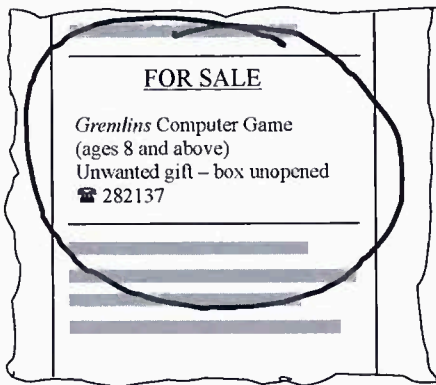 FOR SALE
Gremlins Computer Game
(ages 8 and above)
Unwanted gift – box unopened
☎ 282137